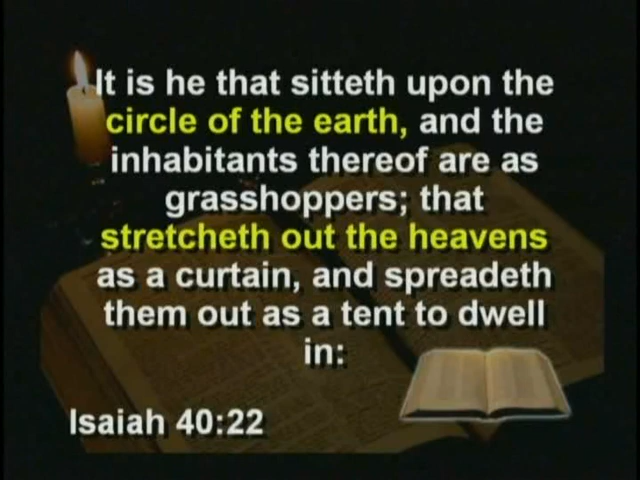 It is he that sitteth upon the
circle of the earth, and the
inhabitants thereof are as
grasshoppers; that
stretcheth out the heavens
as a curtain, and spreadeth
them out as a tent to dwell
in:
Isaiah 40:22